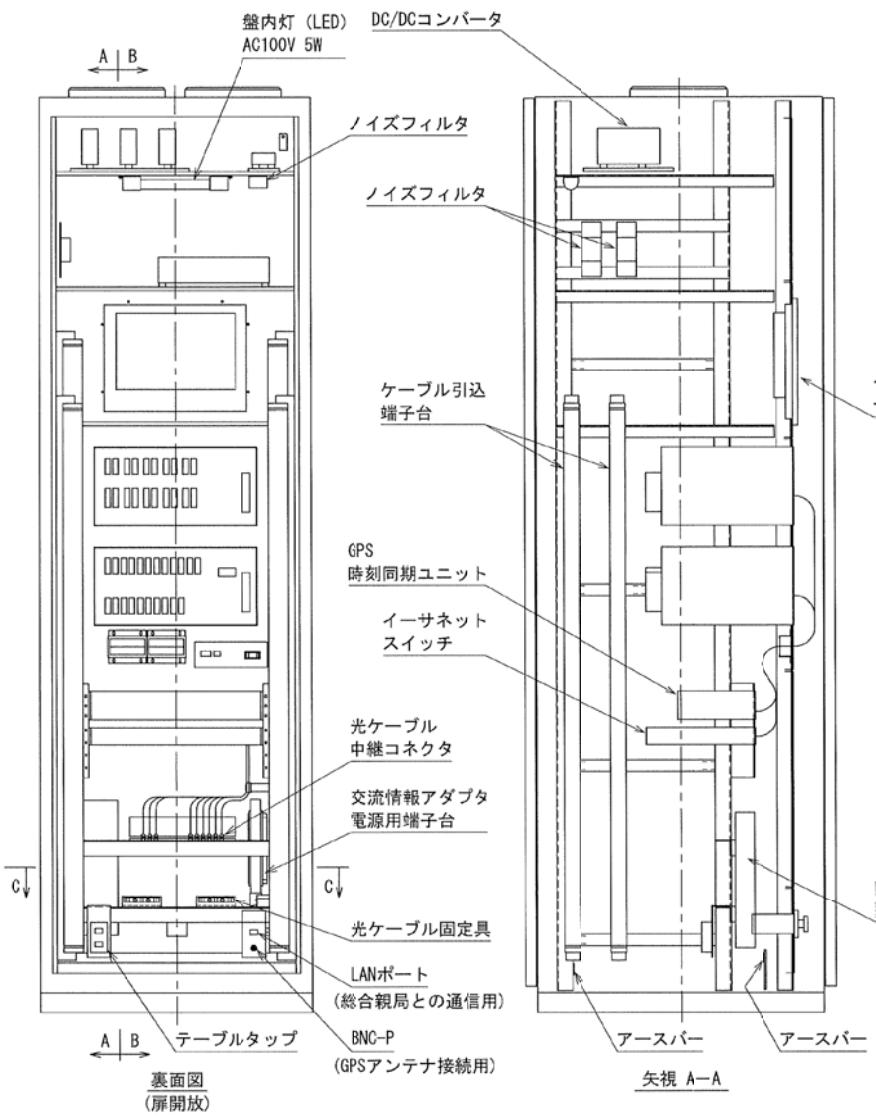 盤内灯 (LED)
AC100V 5W
DC/DCコンバータ
A B
ノイズフィルタ
ノイズフィルタ
ケーブル引込
端子台
GPS
時刻同期ユニット
イーサネット
スイッチ
光ケーブル
中継コネクタ
交流情報アダプタ
電源用端子台
C
C
光ケーブル固定具
LANポート
(総合親局との通信用)
A B
テーブルタップ
BNC-P
(GPSアンテナ接続用)
アースバー
アースバー
裏面図
(扉開放)
矢視 A-A